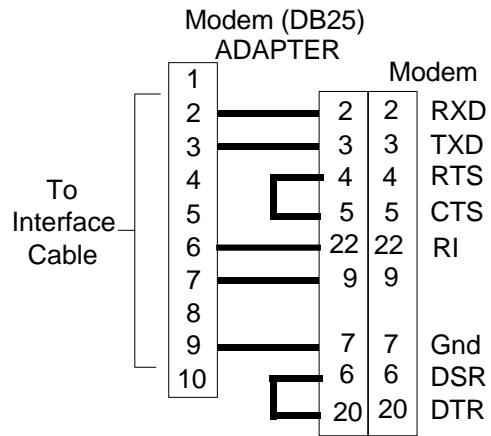 Modem (DB25)
ADAPTER
Modem
1
2 2 2 RXD
3 3 3 TXD
4 4 4 RTS
5 5 5 CTS
6 22 22 RI
7 9 9
8
9 7 7 Gnd
10 6 6 DSR
20 20 DTR
To
Interface
Cable